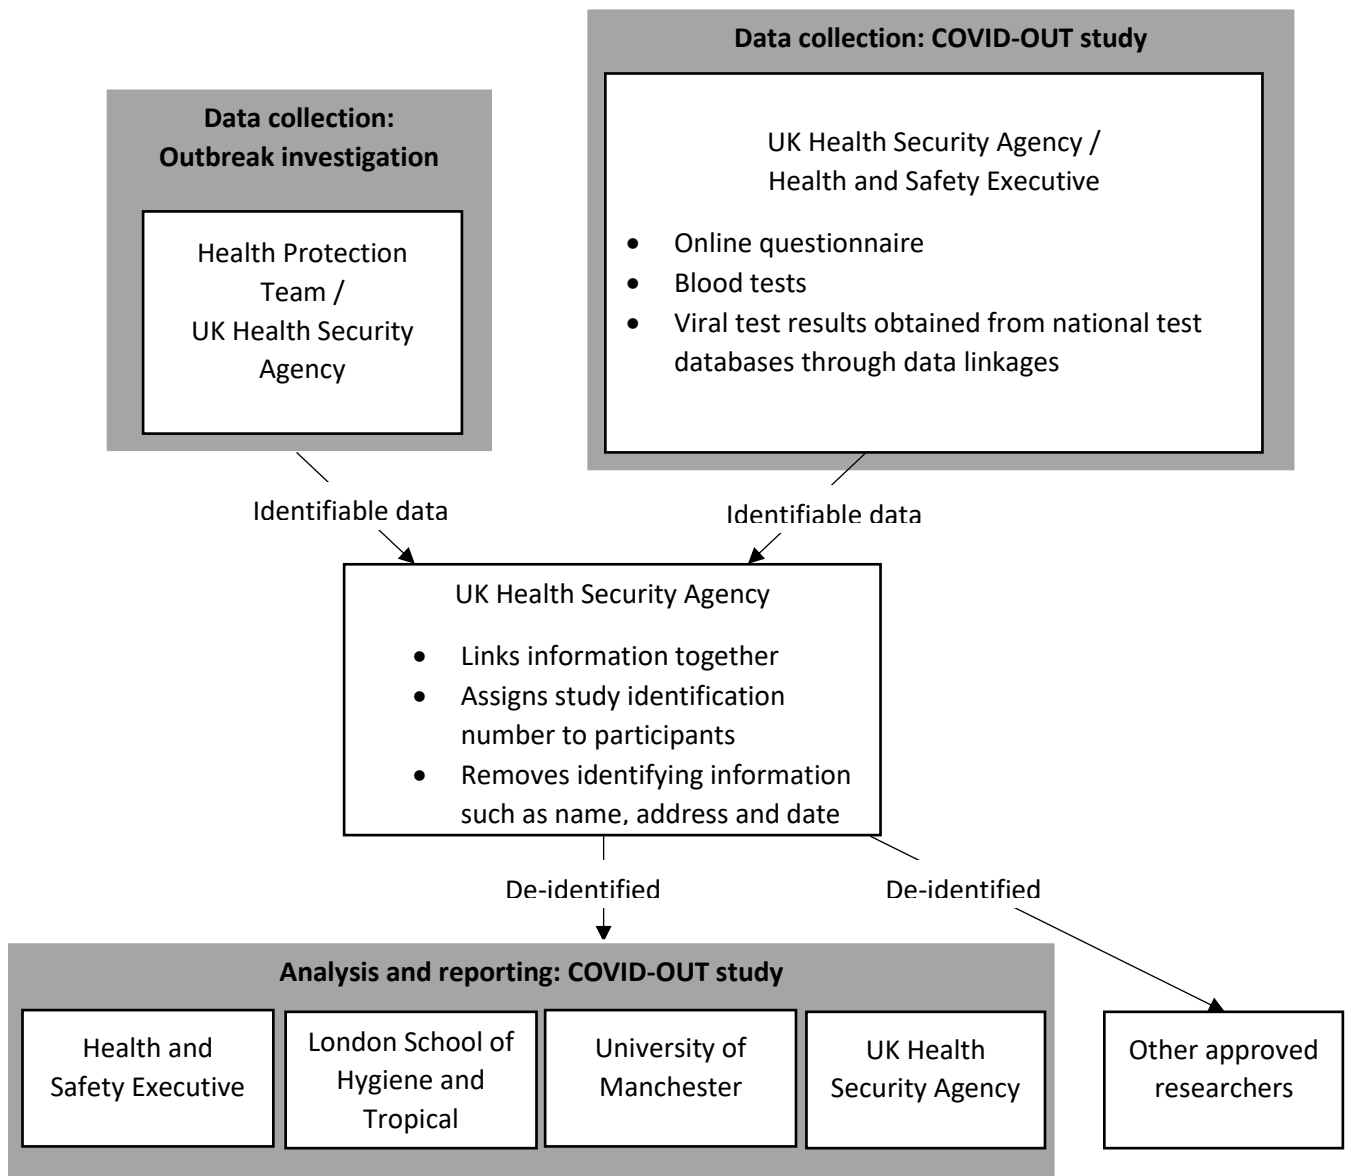 Data collection: COVID-OUT study
Data collection:
Outbreak investigation
Health Protection
Team /
UK Health Security
Agency
UK Health Security Agency /
Health and Safety Executive
• Online questionnaire
• Blood tests
• Viral test results obtained from national test
databases through data linkages
Identifiable data
Identifiable data
UK Health Security Agency
• Links information together
• Assigns study identification
number to participants
• Removes identifying information
such as name, address and date
De-identified
De-identified
Analysis and reporting: COVID-OUT study
Health and
Safety Executive
London School of
Hygiene and
Tropical
University of
Manchester
UK Health
Security Agency
Other approved
researchers